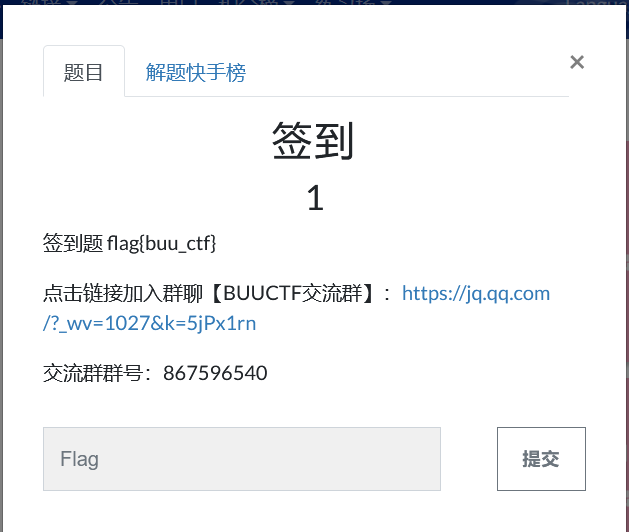 题目 解题快手榜 ×
签到
1
签到题 flag{buu_ctf}
点击链接加入群聊【BUUCTF交流群】：https://jq.qq.com
/?_wv=1027&k=5jPx1rn
交流群群号：867596540
Flag 提交